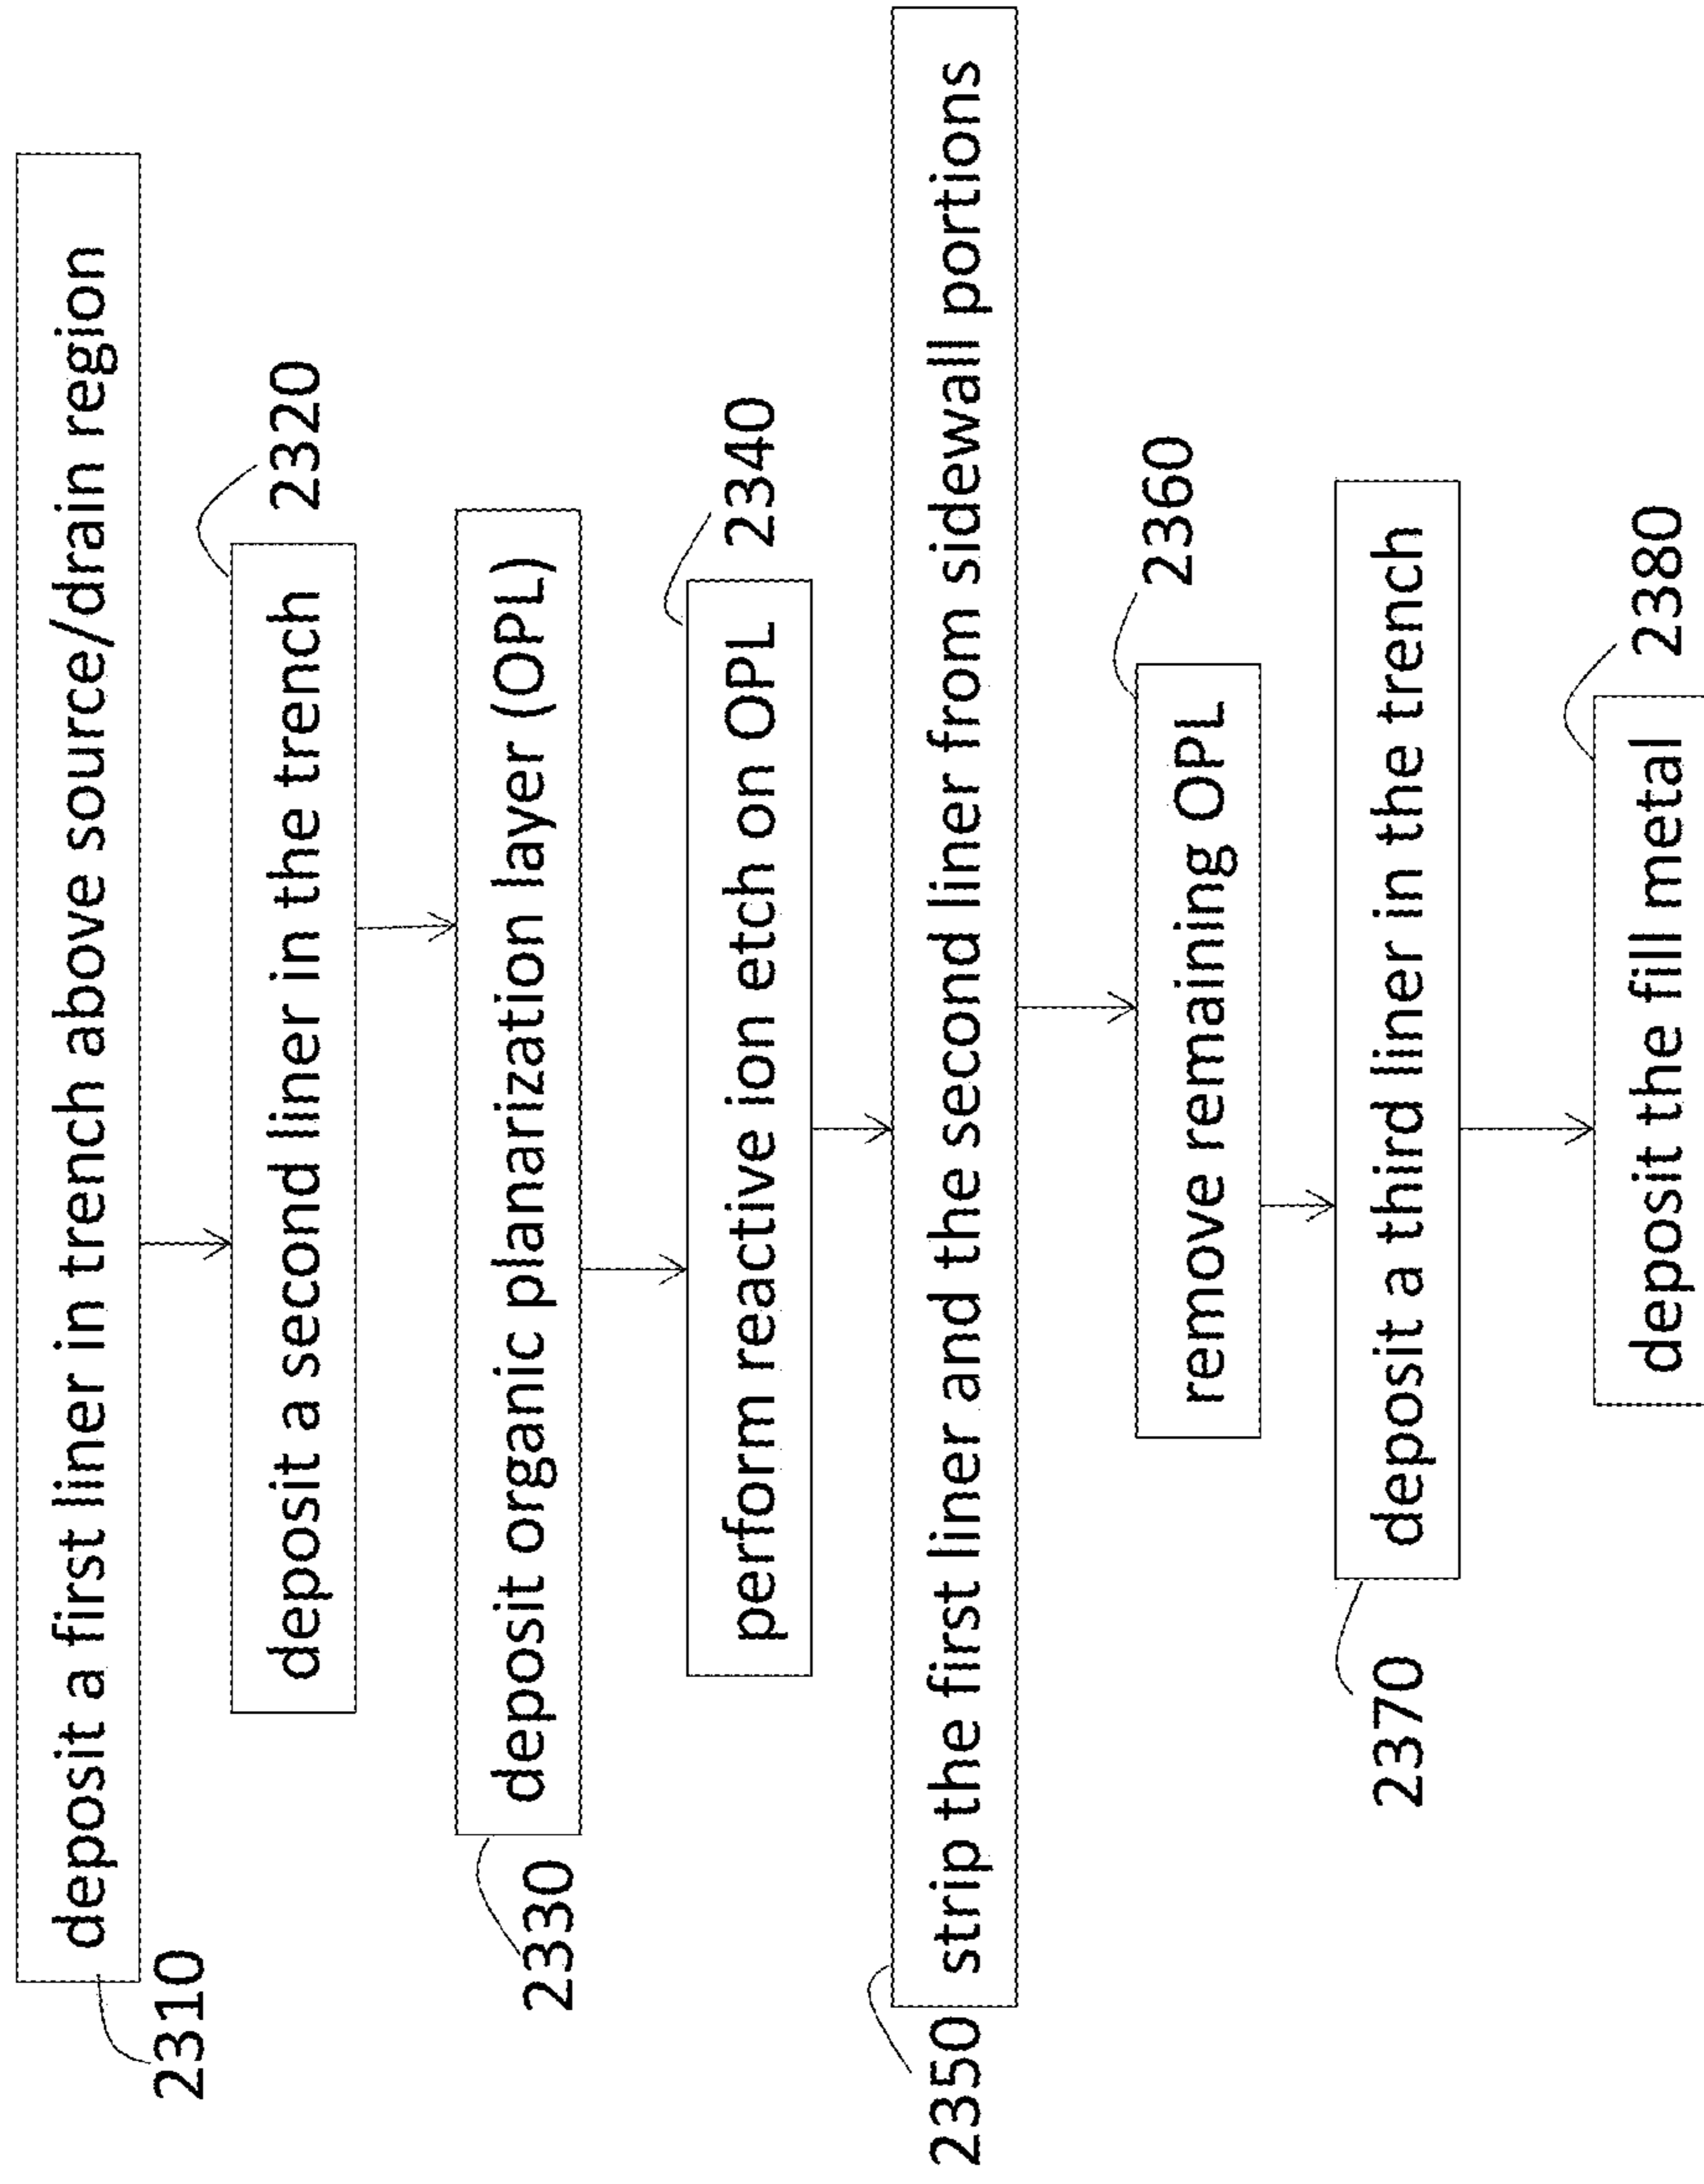 deposit a first liner in trench above source/drain region
2310
deposit a second liner in the trench
2320
deposit organic planarization layer (OPL)
2330
perform reactive ion etch on OPL
2340
strip the first liner and the second liner from sidewall portions
2350
remove remaining OPL
2360
deposit a third liner in the trench
2370
deposit the fill metal
2380